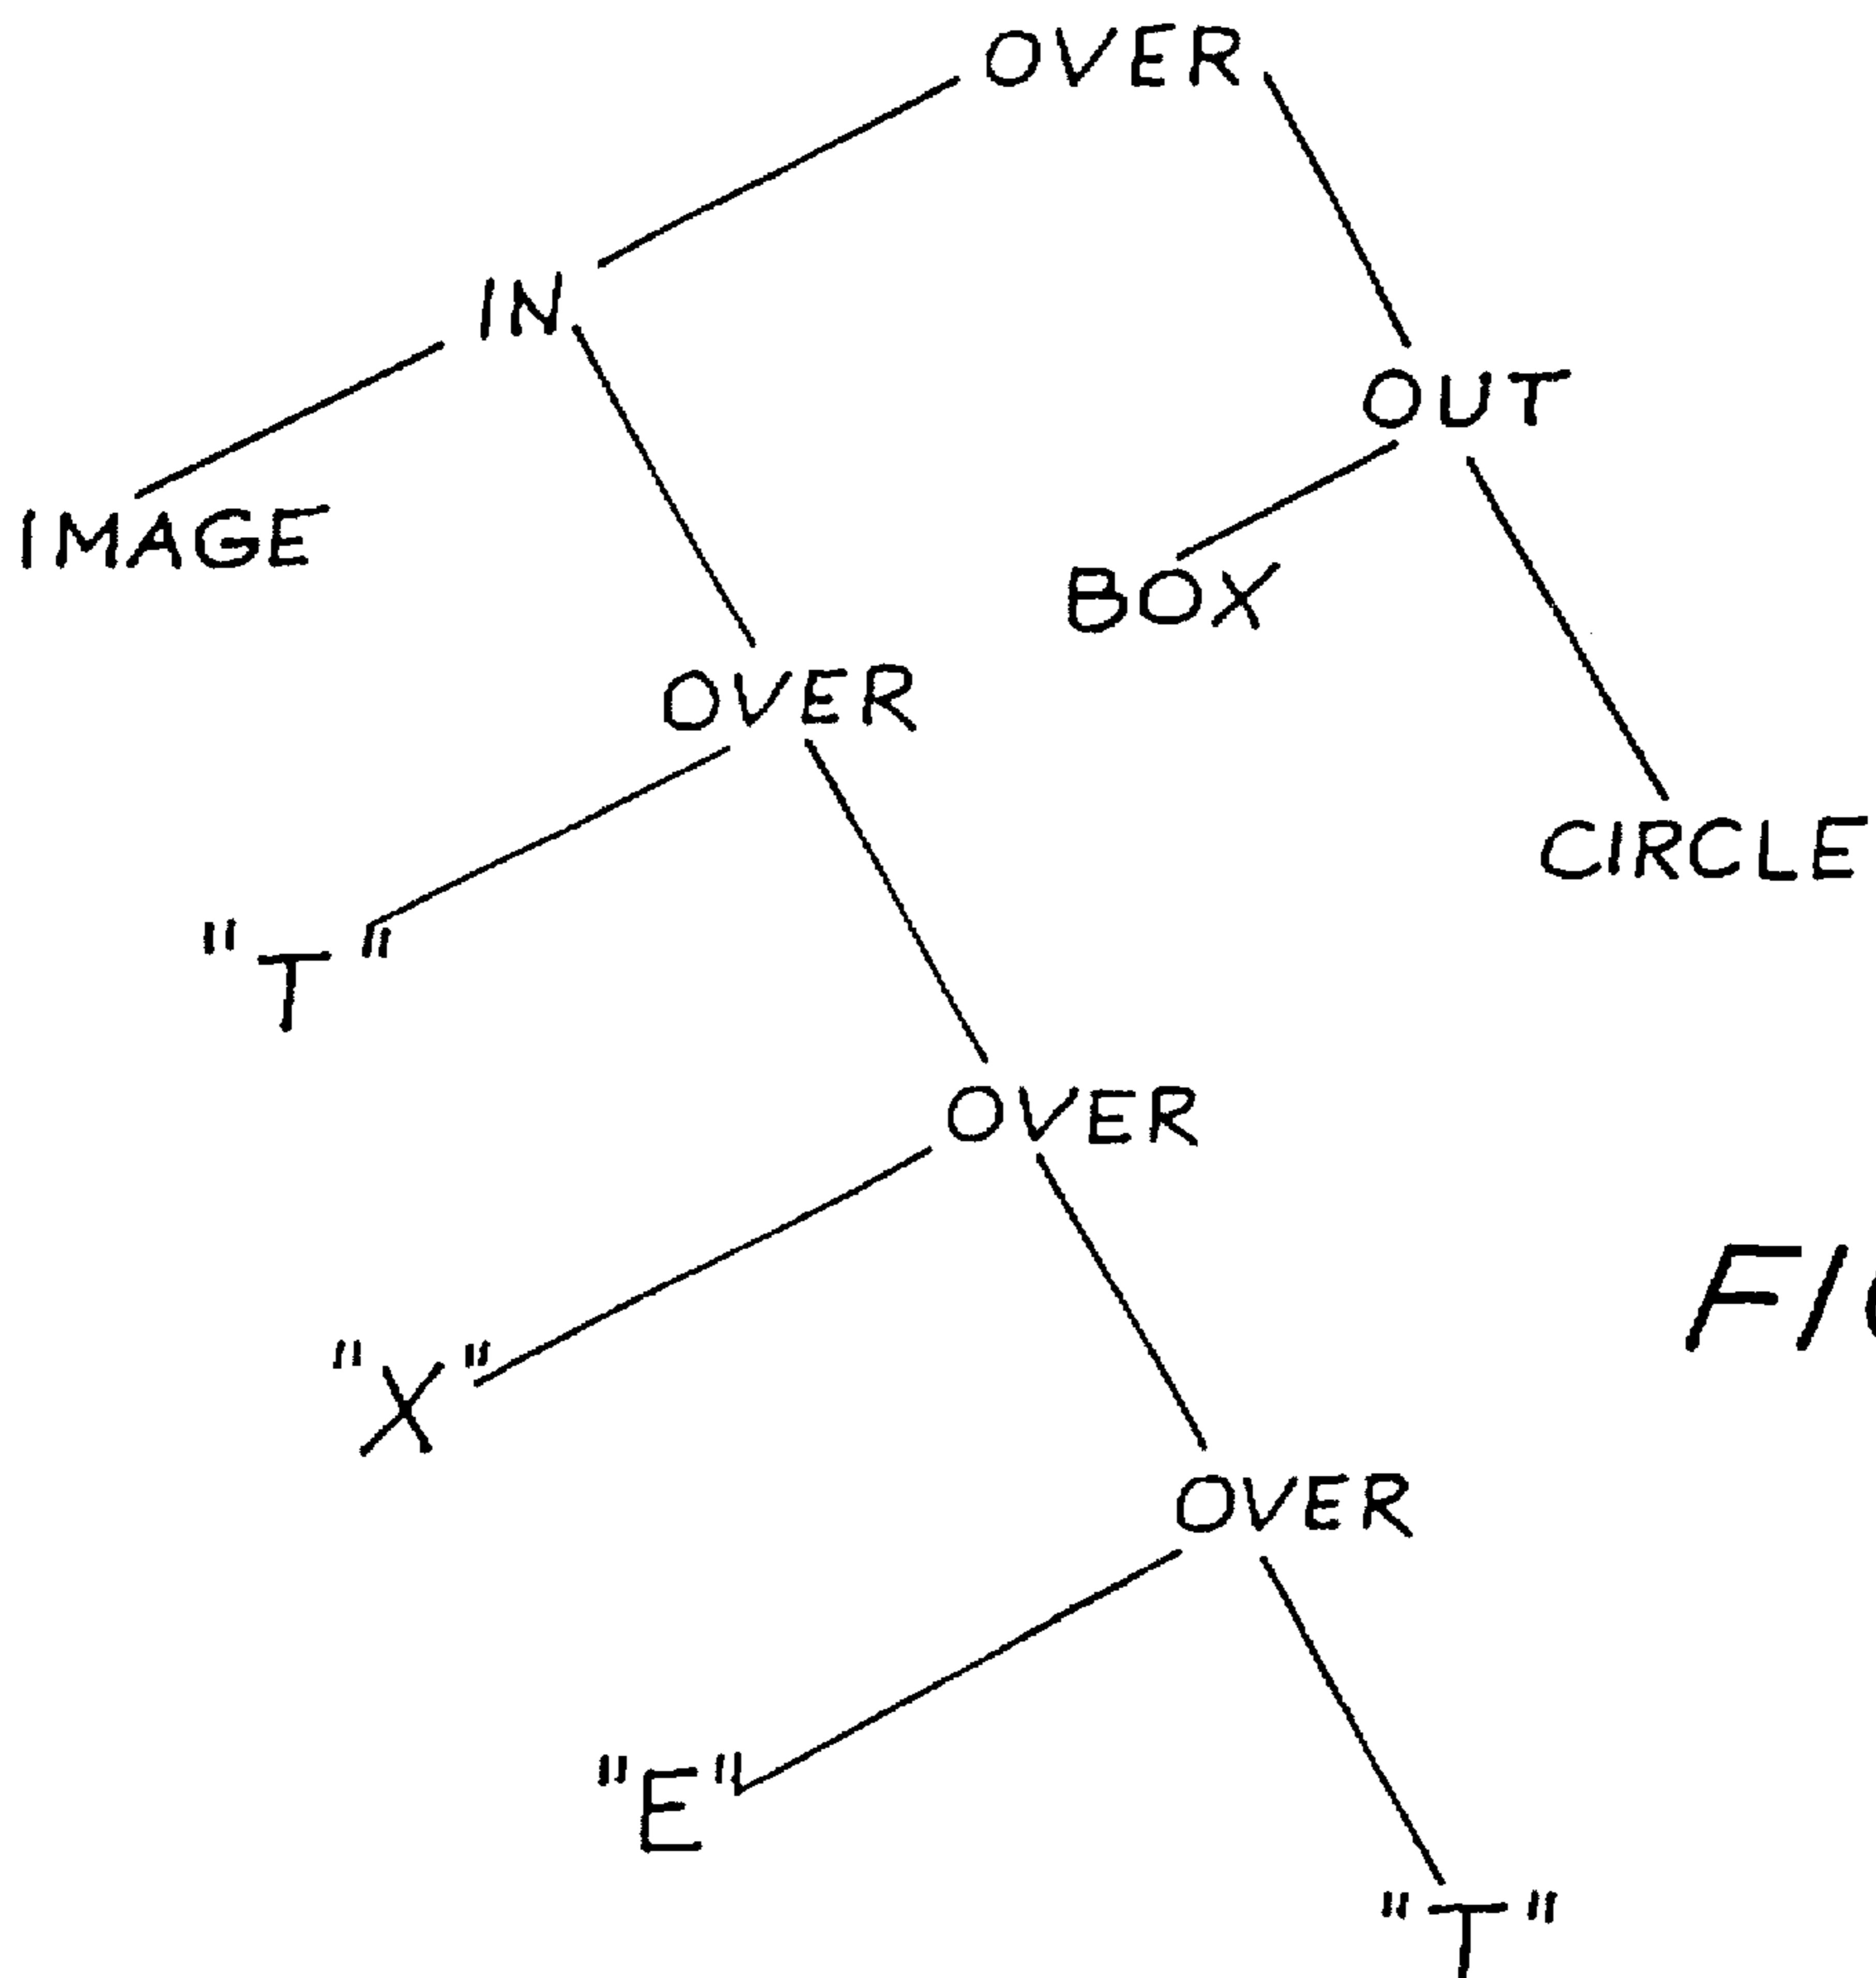 OVER
IN
OUT
IMAGE
BOX
OVER
CIRCLE
"T"
OVER
"X"
OVER
"E"
"T"